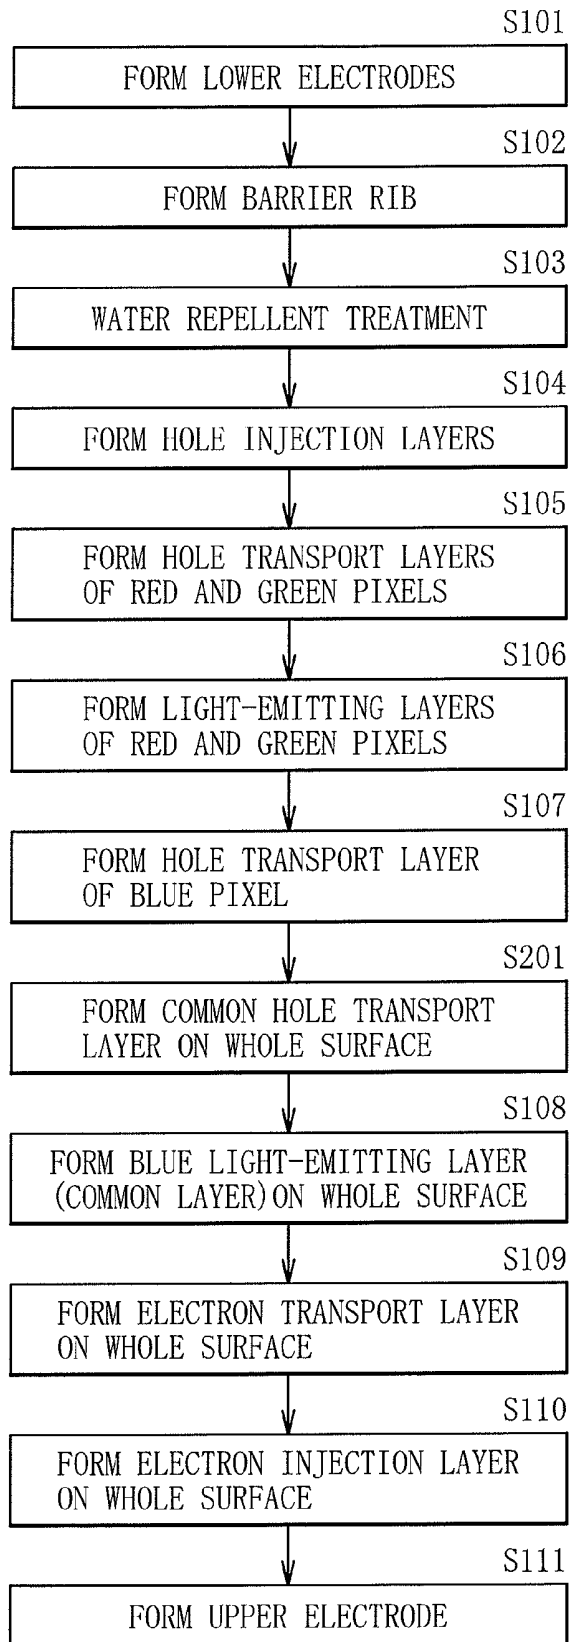 S101
FORM LOWER ELECTRODES
S102
FORM BARRIER RIB
S103
WATER REPELLENT TREATMENT
S104
FORM HOLE INJECTION LAYERS
S105
FORM HOLE TRANSPORT LAYERS
OF RED AND GREEN PIXELS
S106
FORM LIGHT-EMITTING LAYERS
OF RED AND GREEN PIXELS
S107
FORM HOLE TRANSPORT LAYER
OF BLUE PIXEL
S201
FORM COMMON HOLE TRANSPORT
LAYER ON WHOLE SURFACE
S108
FORM BLUE LIGHT-EMITTING LAYER
(COMMON LAYER) ON WHOLE SURFACE
S109
FORM ELECTRON TRANSPORT LAYER
ON WHOLE SURFACE
S110
FORM ELECTRON INJECTION LAYER
ON WHOLE SURFACE
S111
FORM UPPER ELECTRODE